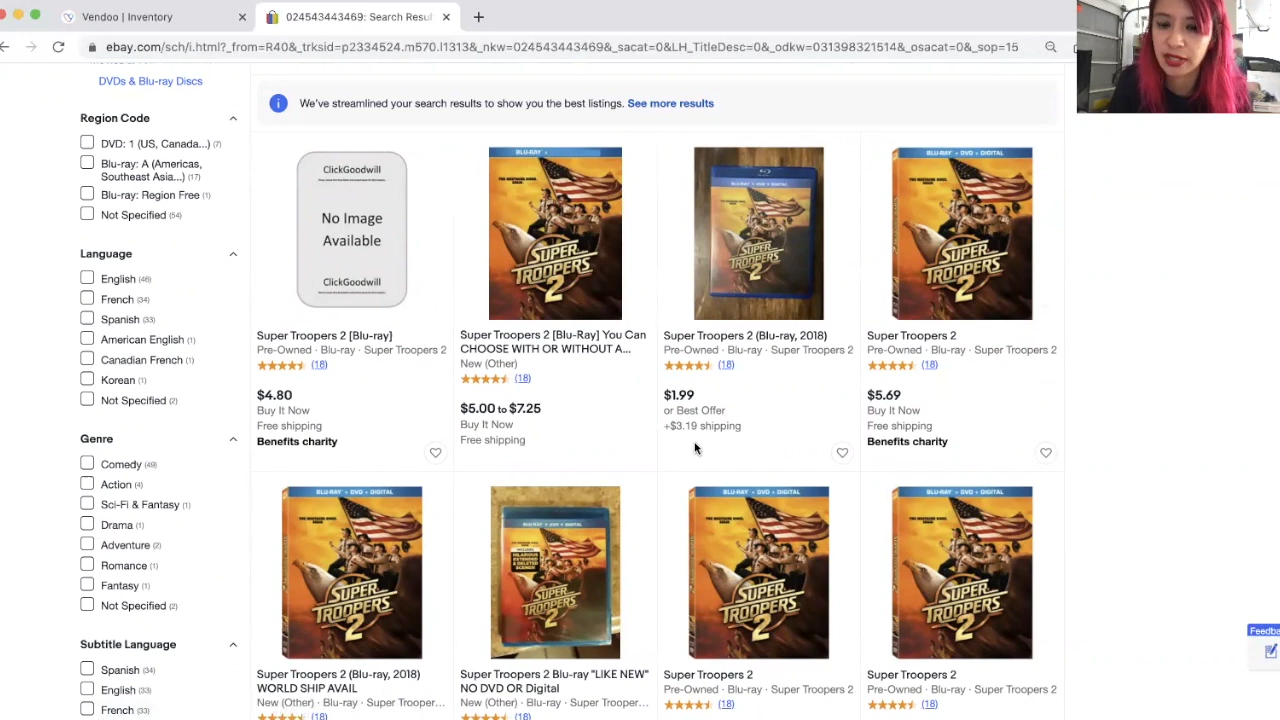 Vendoo | Inventory
024543443469: Search Resul
ebay.com/sch/i.html?_from=R40&_trksid=p2334524.m570.l1313&_nkw=024543443469&_sacat=0&LH_TitleDesc=0&_odkw=031398321514&_osacat=0&_sop=15
DVDs & Blu-ray Discs
Region Code
DVD: 1 (US, Canada...) (7)
Blu-ray: A (Americas,
Southeast Asia...) (17)
Blu-ray: Region Free (1)
Not Specified (54)
Language
English (46)
French (34)
Spanish (33)
American English (1)
Canadian French (1)
Korean (1)
Not Specified (2)
Genre
Comedy (49)
Action (4)
Sci-Fi & Fantasy (1)
Drama (1)
Adventure (2)
Romance (1)
Fantasy (1)
Not Specified (2)
Subtitle Language
Spanish (34)
English (33)
French (33)
We've streamlined your search results to show you the best listings. See more results
ClickGoodwill
No Image
Available
ClickGoodwill
Super Troopers 2 [Blu-ray]
Pre-Owned · Blu-ray · Super Troopers 2
(18)
$4.80
Buy It Now
Free shipping
Benefits charity
BLU-RAY +
SUPER
TROOPERS
2
Super Troopers 2 [Blu-Ray] You Can
CHOOSE WITH OR WITHOUT A...
New (Other)
(18)
$5.00 to $7.25
Buy It Now
Free shipping
BLU-RAY + DVD + DIGITAL
SUPER
TROOPERS
2
Super Troopers 2 (Blu-ray, 2018)
Pre-Owned · Blu-ray · Super Troopers 2
(18)
$1.99
or Best Offer
+$3.19 shipping
BLU-RAY + DVD + DIGITAL
SUPER
TROOPERS
2
Super Troopers 2
Pre-Owned · Blu-ray · Super Troopers 2
(18)
$5.69
Buy It Now
Free shipping
Benefits charity
BLU-RAY + DVD + DIGITAL
SUPER
TROOPERS
2
Super Troopers 2 (Blu-ray, 2018)
WORLD SHIP AVAIL
New (Other) · Blu-ray · Super Trooper...
(18)
BLU-RAY + DVD + DIGITAL
SUPER
TROOPERS
2
Super Troopers 2 Blu-ray "LIKE NEW"
NO DVD OR Digital
New (Other) · Blu-ray · Super Trooper...
(18)
BLU-RAY + DVD + DIGITAL
SUPER
TROOPERS
2
Super Troopers 2
Pre-Owned · Blu-ray · Super Troopers 2
(18)
BLU-RAY + DVD + DIGITAL
SUPER
TROOPERS
2
Super Troopers 2
Pre-Owned · Blu-ray · Super Troopers 2
(18)
Feedba